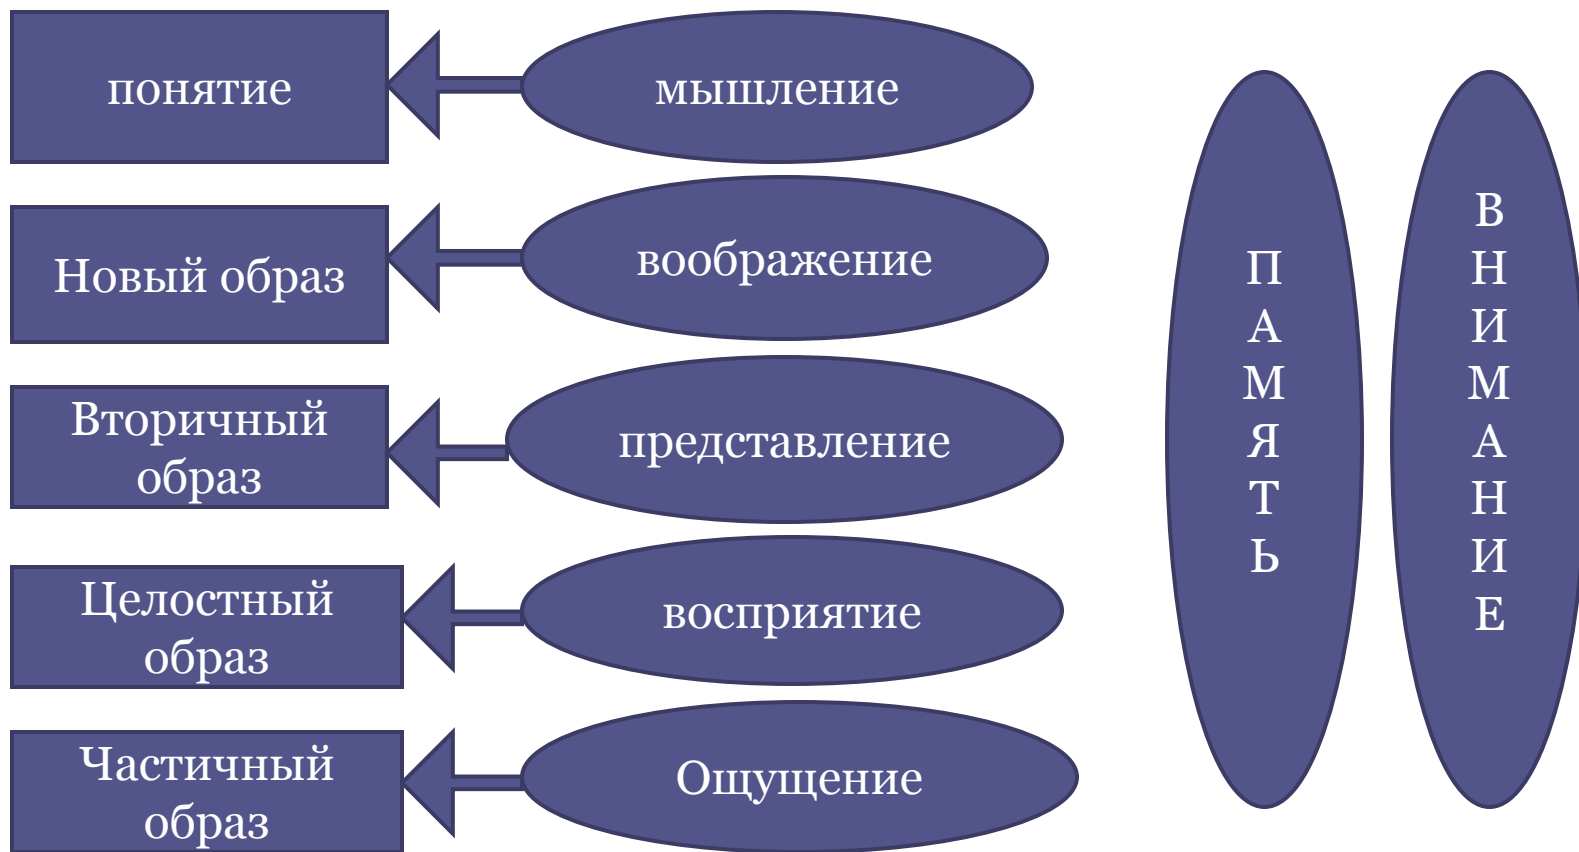 понятие
мышление
Новый образ
воображение
Вторичный
образ
представление
Целостный
образ
восприятие
Частичный
образ
Ощущение
П
А
М
Я
Т
Ь
В
Н
И
М
А
Н
И
Е